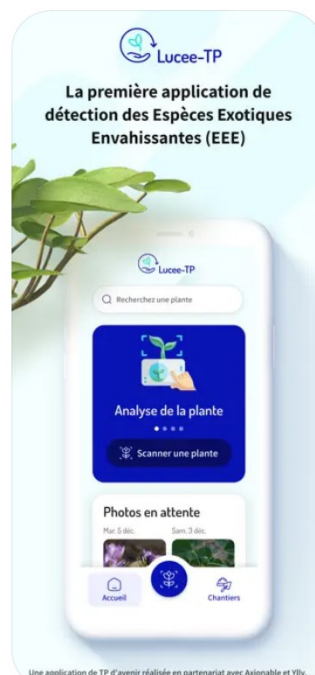 Lucee-TP
La première application de
détection des Espèces Exotiques
Envahissantes (EEE)
Lucee-TP
Recherchez une plante
Analyse de la plante
Scanner une plante
Photos en attente
Mar. 5 déc. Sam. 3 déc.
Accueil Chantiers
Une application de TP d'avenir réalisée en partenariat avec Axionable et Ylly.